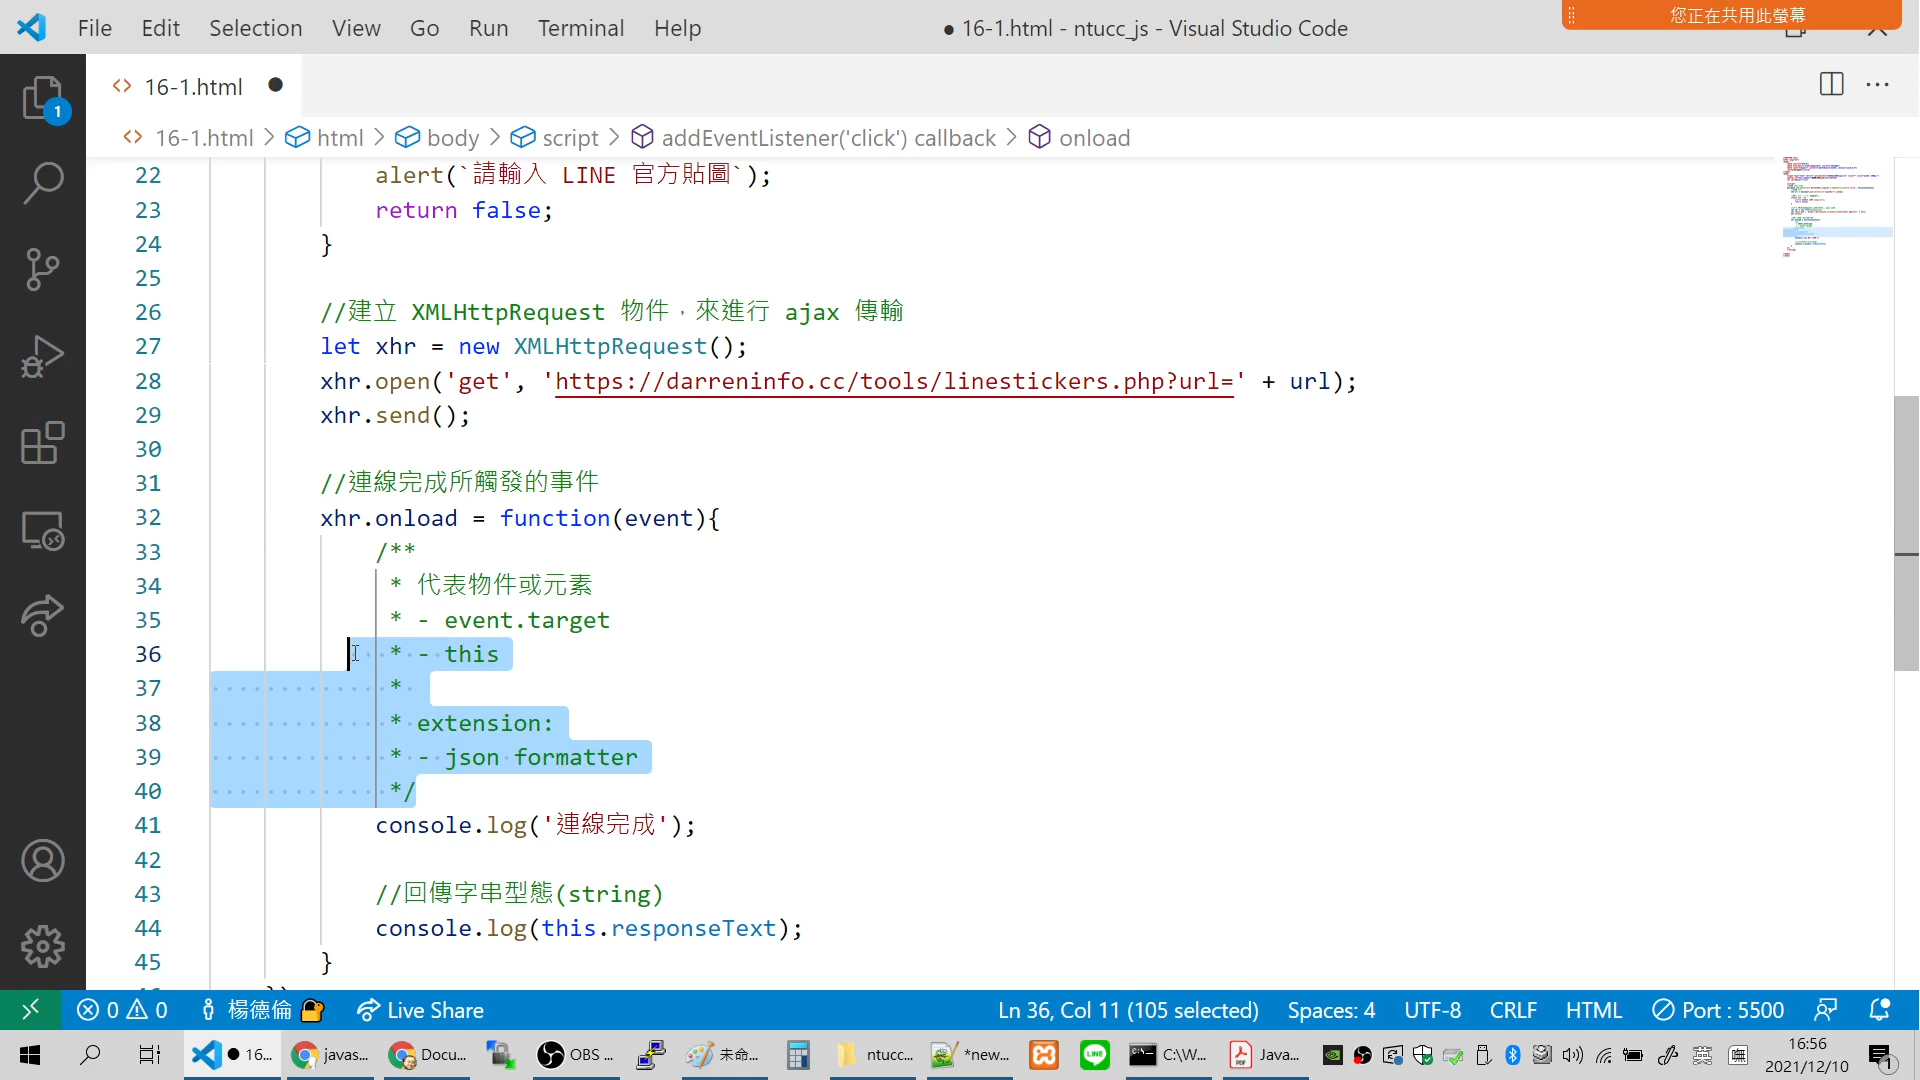 File Edit Selection View Go Run Terminal Help
● 16-1.html - ntucc_js - Visual Studio Code
您正在共用此螢幕
16-1.html
1
16-1.html > html > body > script > addEventListener('click') callback > onload
22 alert(`請輸入 LINE 官方貼圖`);
23 return false;
24 }
25
26 //建立 XMLHttpRequest 物件，來進行 ajax 傳輸
27 let xhr = new XMLHttpRequest();
28 xhr.open('get', 'https://darreninfo.cc/tools/linestickers.php?url=' + url);
29 xhr.send();
30
31 //連線完成所觸發的事件
32 xhr.onload = function(event){
33 /**
34 * 代表物件或元素
35 * - event.target
36 * - this
37 *
38 * extension:
39 * - json formatter
40 */
41 console.log('連線完成');
42
43 //回傳字串型態(string)
44 console.log(this.responseText);
45 }
0 0 楊德倫 Live Share Ln 36, Col 11 (105 selected) Spaces: 4 UTF-8 CRLF HTML Port : 5500
● 16... javas... Docu... OBS ... 未命... ntucc... *new... LINE C:\W... Java... 英 16:56
2021/12/10 1